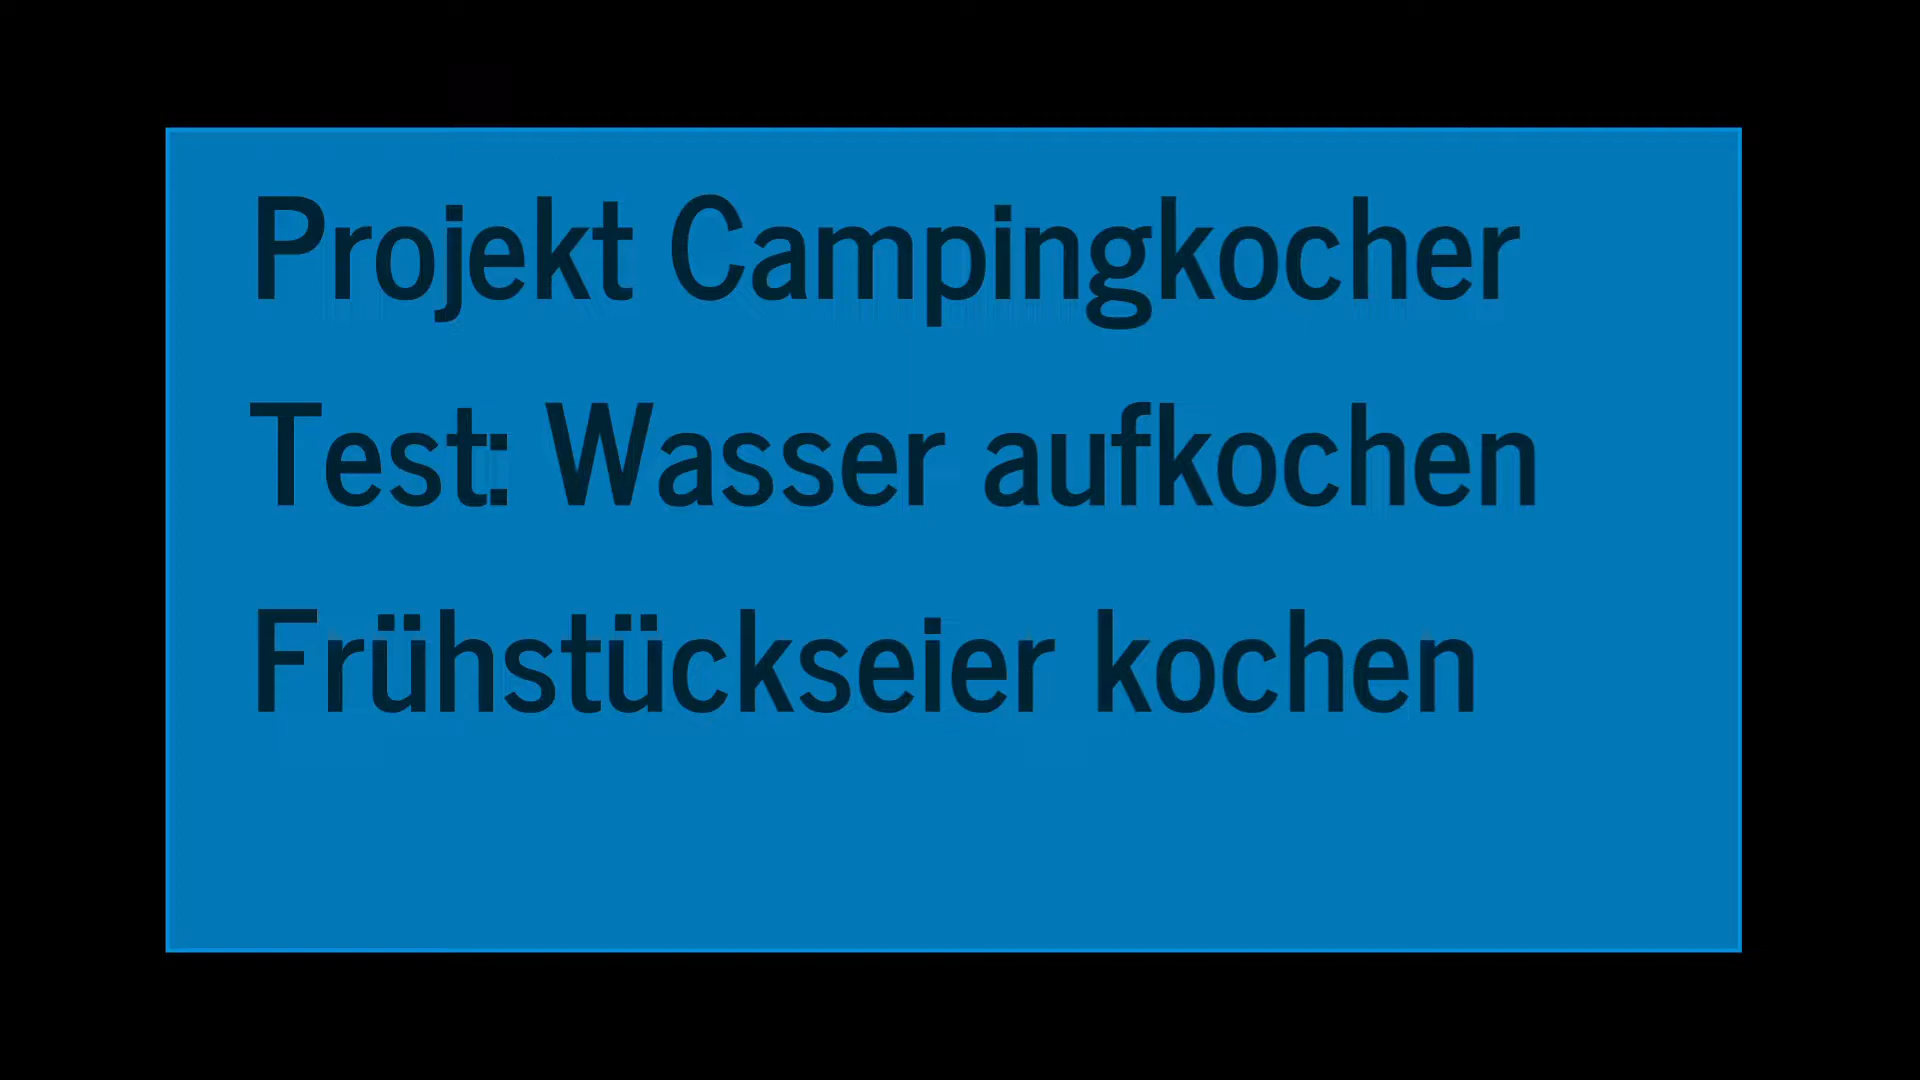 Projekt Campingkocher
Test: Wasser aufkochen
Frühstückseier kochen